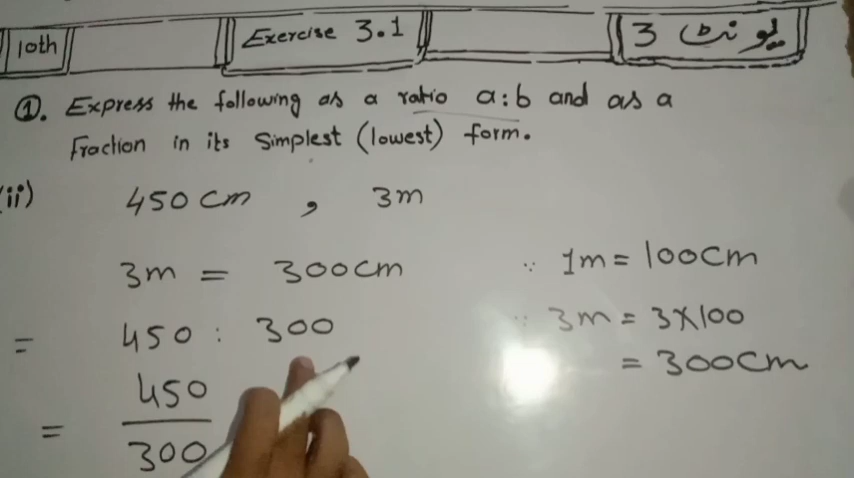 10th
Exercise 3.1
یونٹ 3
①. Express the following as a ratio a:b and as a
Fraction in its Simplest (lowest) form.
(ii) 450 cm , 3m
3m = 300cm ∵ 1m = 100cm
= 450 : 300 ∵ 3m = 3×100
= 300cm
= 450
300